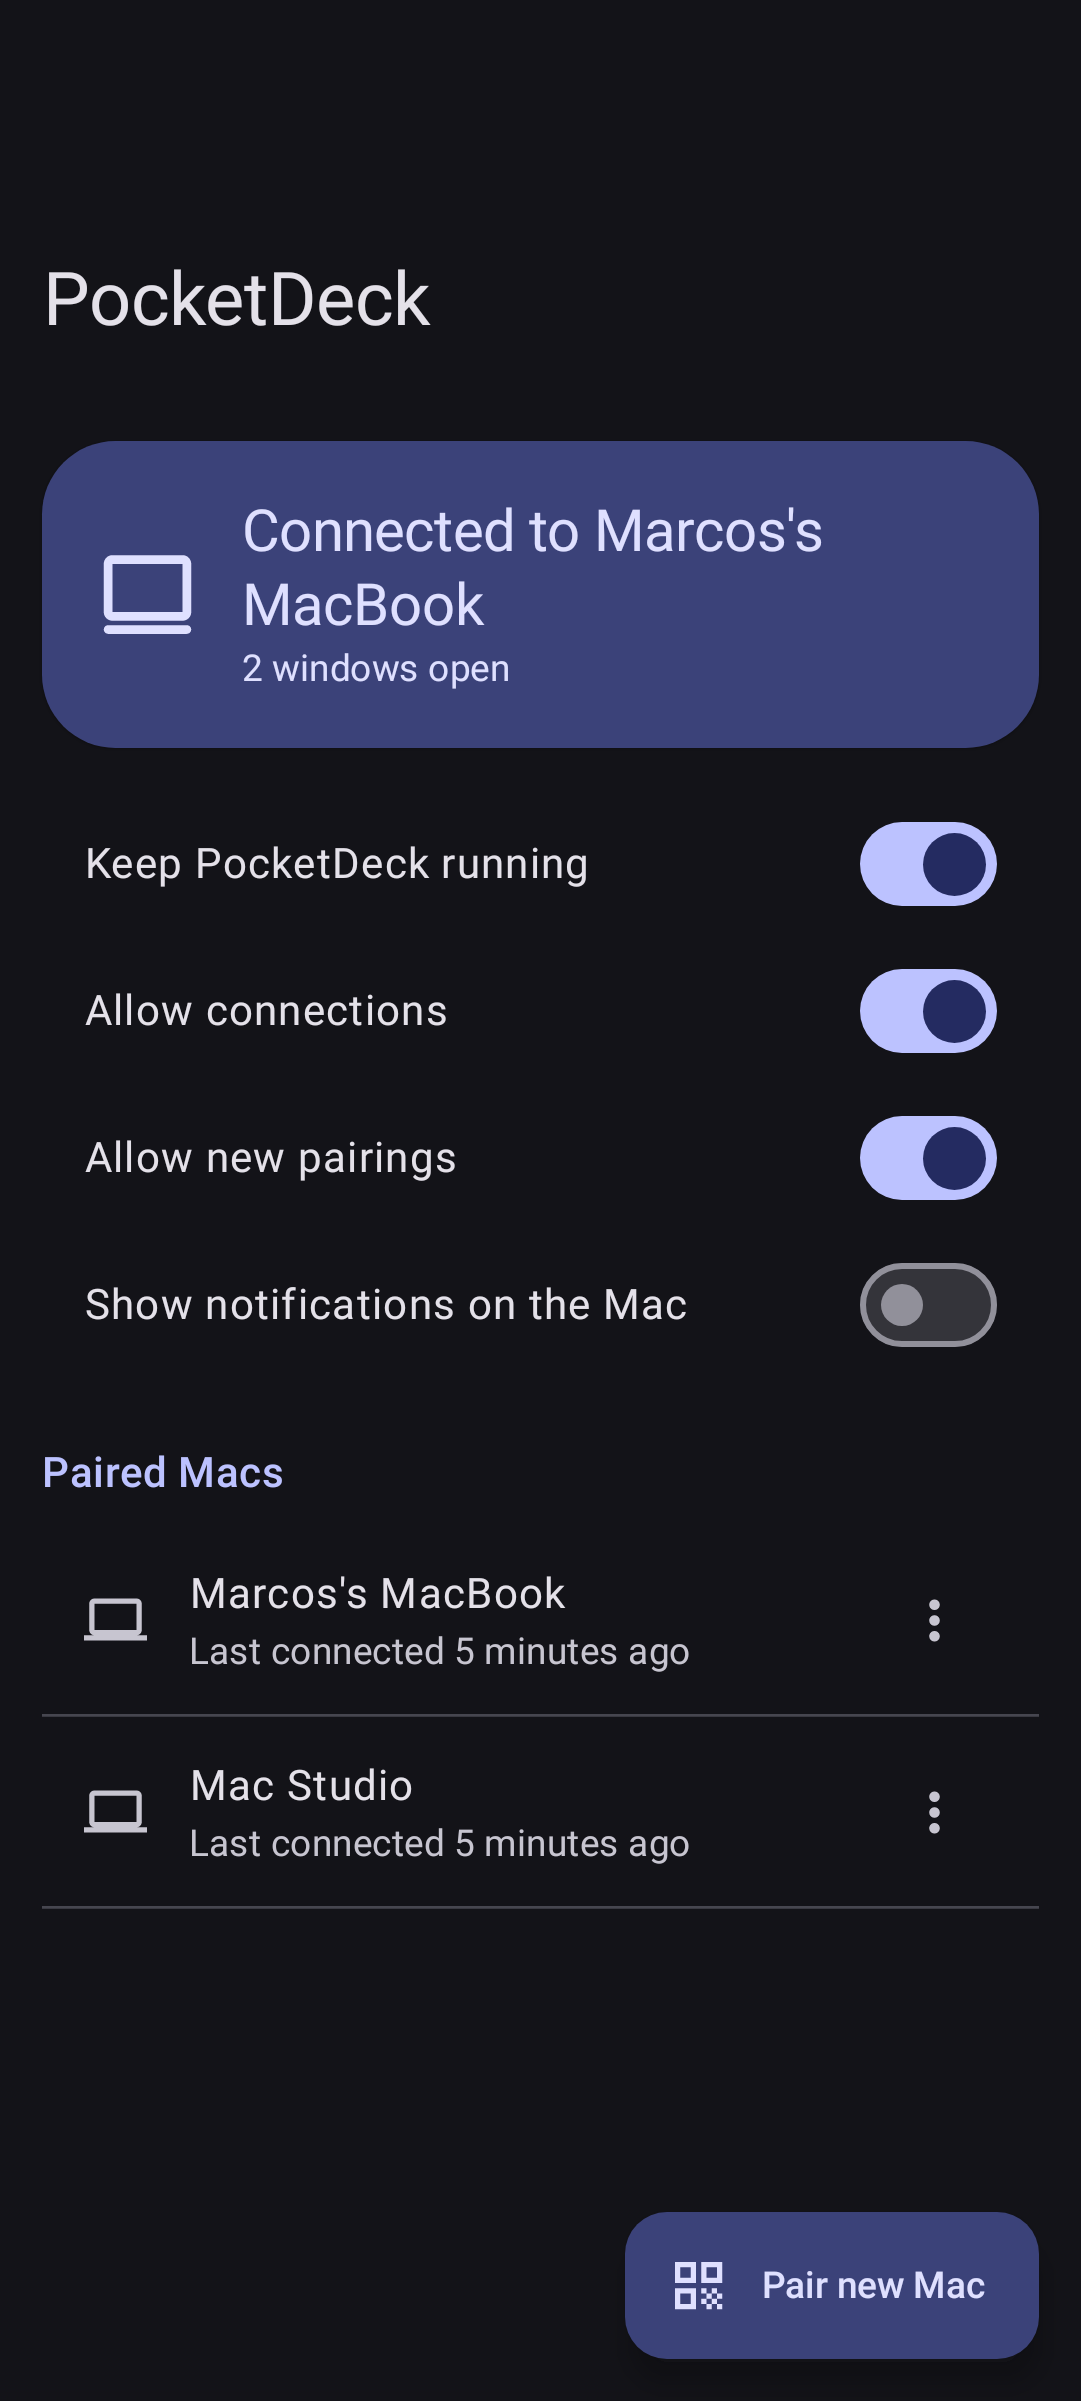 PocketDeck
Connected to Marcos's
MacBook
2 windows open
Keep PocketDeck running
Allow connections
Allow new pairings
Show notifications on the Mac
Paired Macs
Marcos's MacBook
Last connected 5 minutes ago
Mac Studio
Last connected 5 minutes ago
Pair new Mac